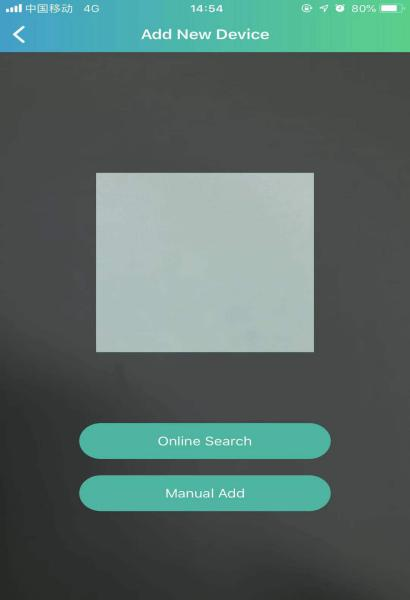 中国移动 4G 14:54 80%
Add New Device
Online Search
Manual Add